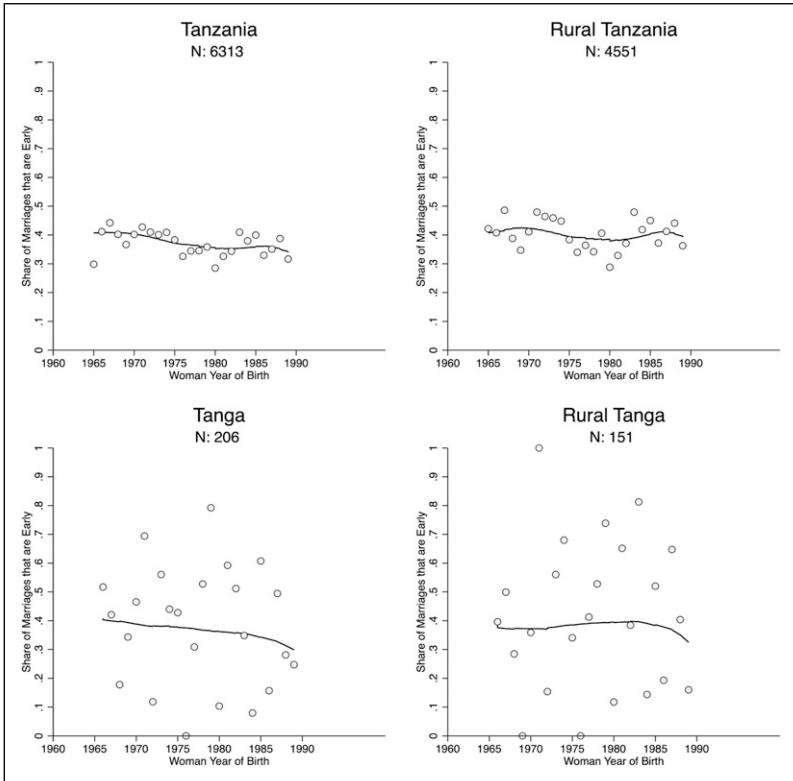 Tanzania
N: 6313
Share of Marriages that are Early
0 .1 .2 .3 .4 .5 .6 .7 .8 .9 1
1960 1965 1970 1975 1980 1985 1990
Woman Year of Birth
Rural Tanzania
N: 4551
Share of Marriages that are Early
0 .1 .2 .3 .4 .5 .6 .7 .8 .9 1
1960 1965 1970 1975 1980 1985 1990
Woman Year of Birth
Tanga
N: 206
Share of Marriages that are Early
0 .1 .2 .3 .4 .5 .6 .7 .8 .9 1
1960 1965 1970 1975 1980 1985 1990
Woman Year of Birth
Rural Tanga
N: 151
Share of Marriages that are Early
0 .1 .2 .3 .4 .5 .6 .7 .8 .9 1
1960 1965 1970 1975 1980 1985 1990
Woman Year of Birth